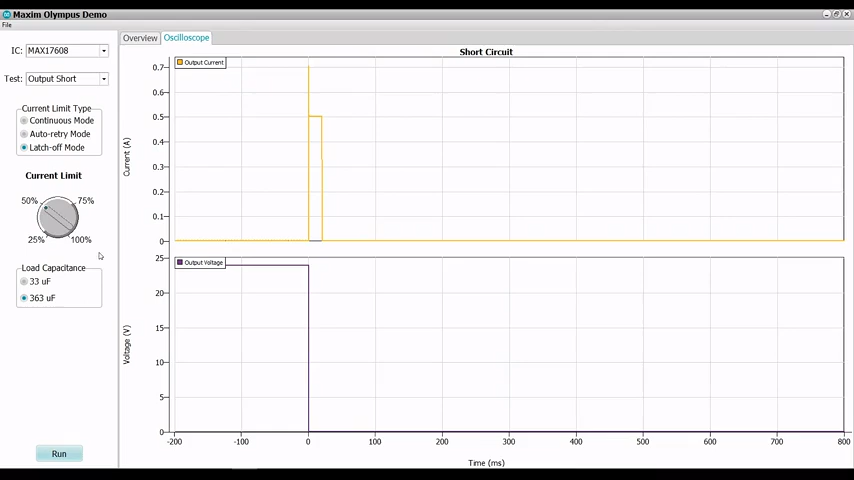 Maxim Olympus Demo
File
IC: MAX17608
Test: Output Short
Current Limit Type
Continuous Mode
Auto-retry Mode
Latch-off Mode
Current Limit
50% 75%
25% 100%
Load Capacitance
33 uF
363 uF
Run
Overview Oscilloscope
Short Circuit
Output Current
Current (A)
0.7
0.6
0.5
0.4
0.3
0.2
0.1
0
Output Voltage
Voltage (V)
25
20
15
10
5
0
-200 -100 0 100 200 300 400 500 600 700 800
Time (ms)